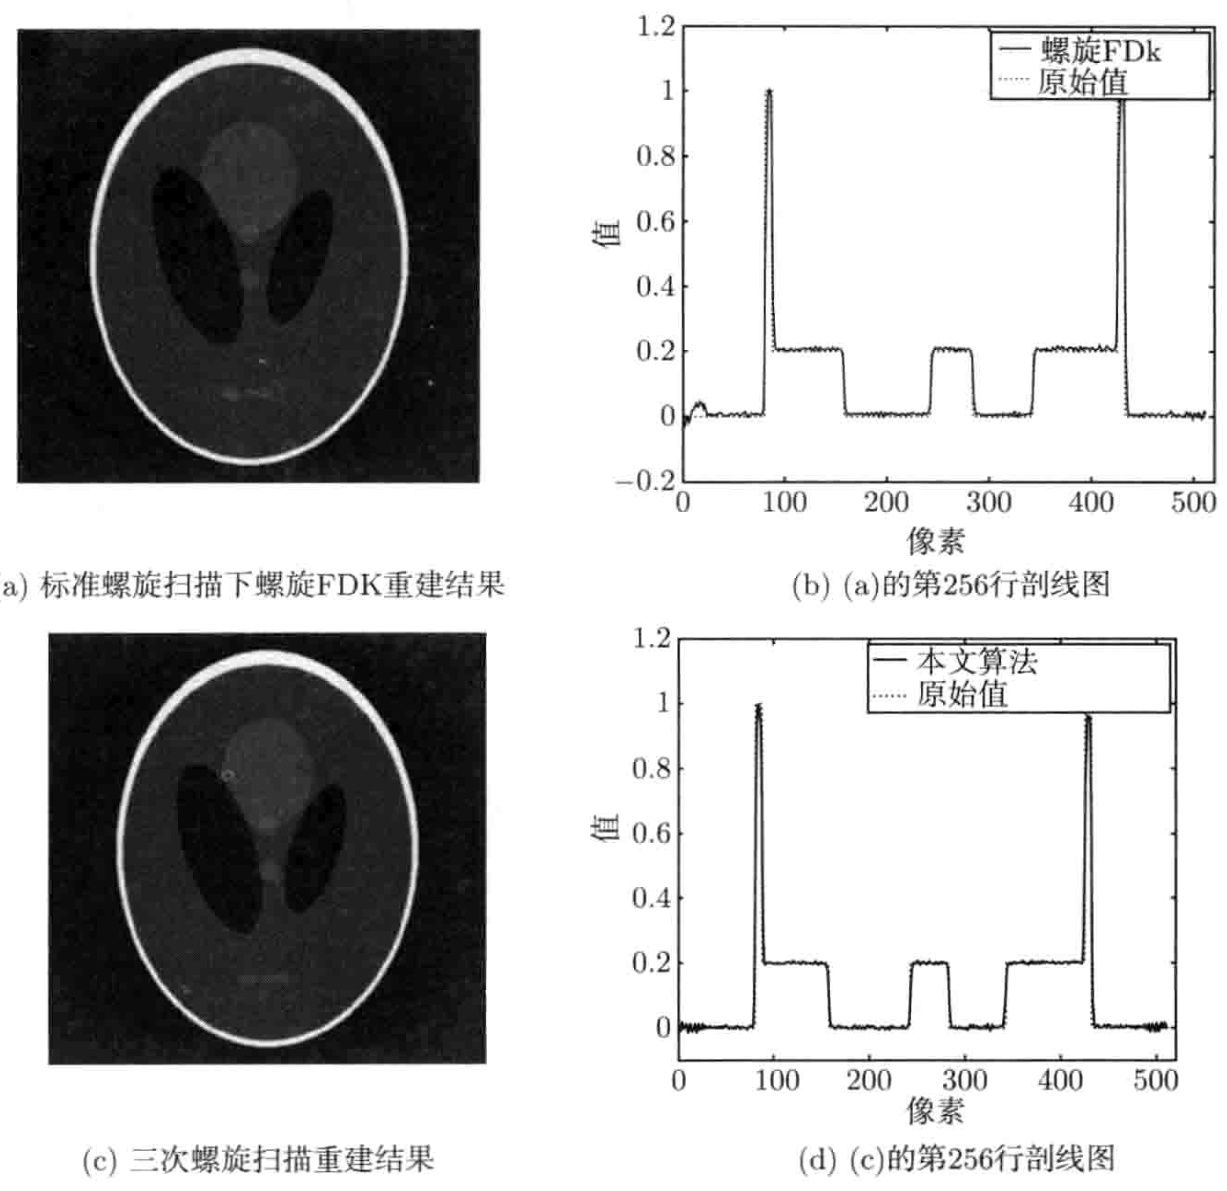 1.2
螺旋FDk
原始值
1
0.8
0.6
值
0.4
0.2
0
−0.2
0 100 200 300 400 500
像素
a) 标准螺旋扫描下螺旋FDK重建结果
(b) (a)的第256行剖线图
1.2
本文算法
原始值
1
0.8
0.6
值
0.4
0.2
0
0 100 200 300 400 500
像素
(c) 三次螺旋扫描重建结果
(d) (c)的第256行剖线图